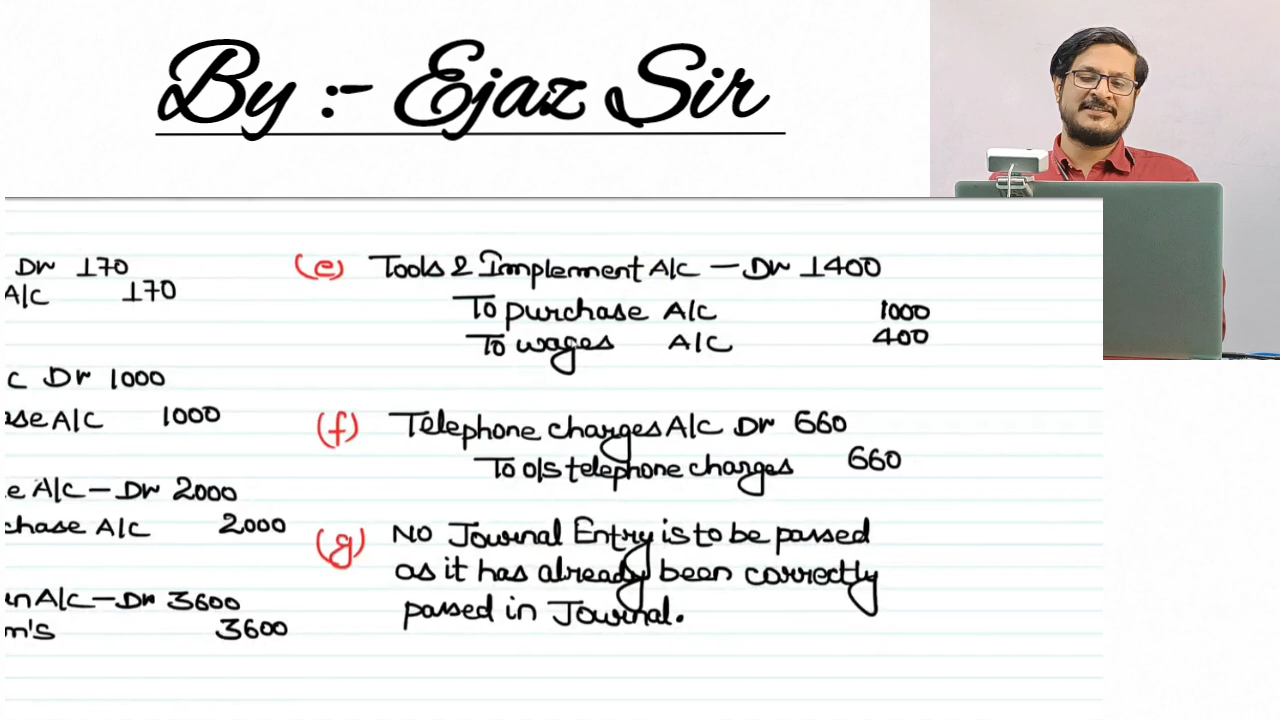 By :- Ejaz Sir
Dr 170
A/C 170
C Dr 1000
ase A/C 1000
e A/C - Dr 2000
chase A/C 2000
an A/C - Dr 3600
m's 3600
(e) Tools & Implement A/C - Dr 1400
To purchase A/C 1000
To wages A/C 400
(f) Telephone charges A/C Dr 660
To o/s telephone charges 660
(g) No Journal Entry is to be passed
as it has already been correctly
passed in Journal.